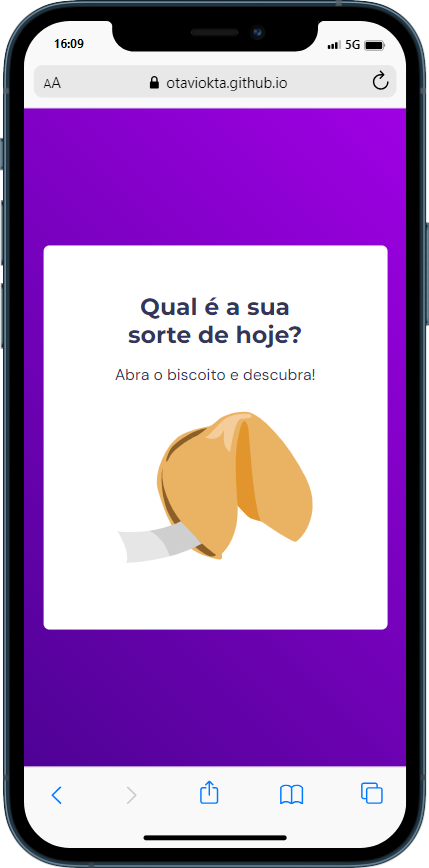 16:09
5G
AA
otaviokta.github.io
Qual é a sua
sorte de hoje?
Abra o biscoito e descubra!